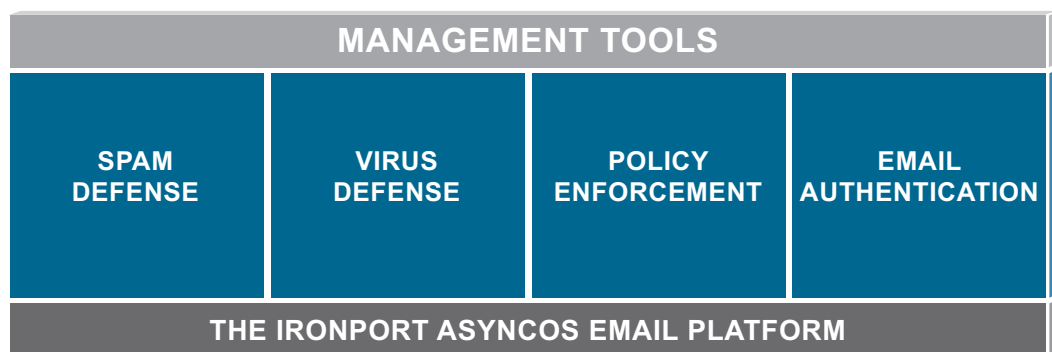 MANAGEMENT TOOLS
SPAM
DEFENSE
VIRUS
DEFENSE
POLICY
ENFORCEMENT
EMAIL
AUTHENTICATION
THE IRONPORT ASYNCOS EMAIL PLATFORM